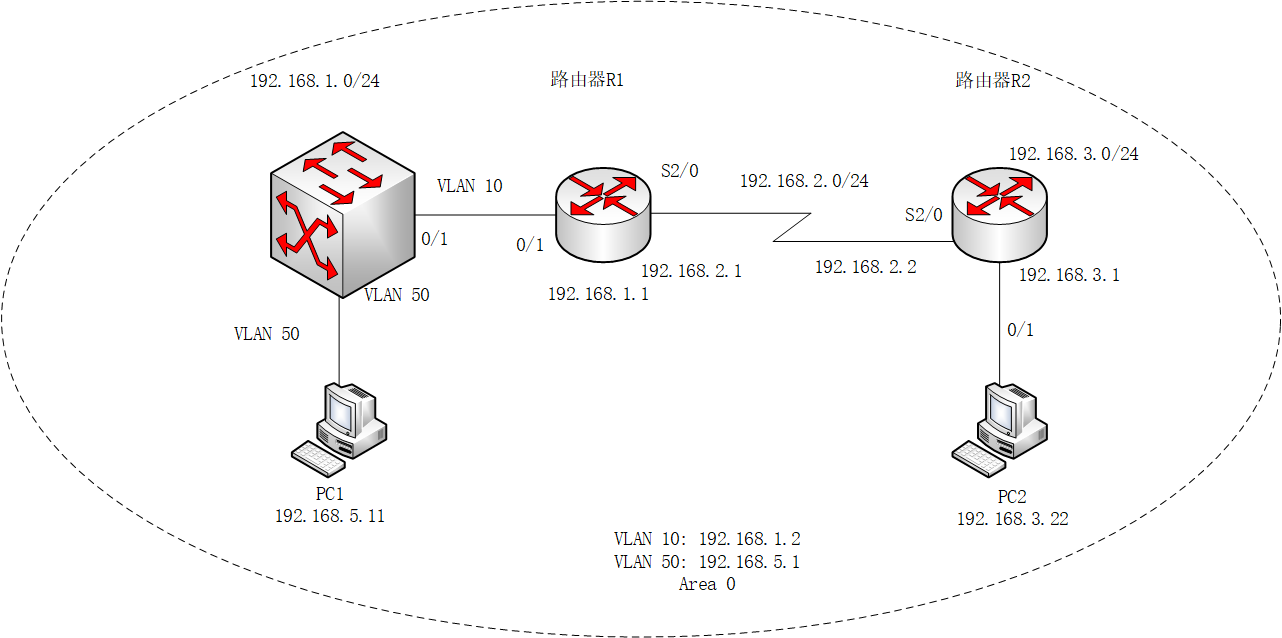 192.168.1.0/24
路由器R1
路由器R2
192.168.3.0/24
S2/0
192.168.2.0/24
VLAN 10
S2/0
0/1
0/1
192.168.2.1
192.168.2.2
192.168.3.1
VLAN 50
192.168.1.1
VLAN 50
0/1
PC1
192.168.5.11
PC2
192.168.3.22
VLAN 10: 192.168.1.2
VLAN 50: 192.168.5.1
Area 0